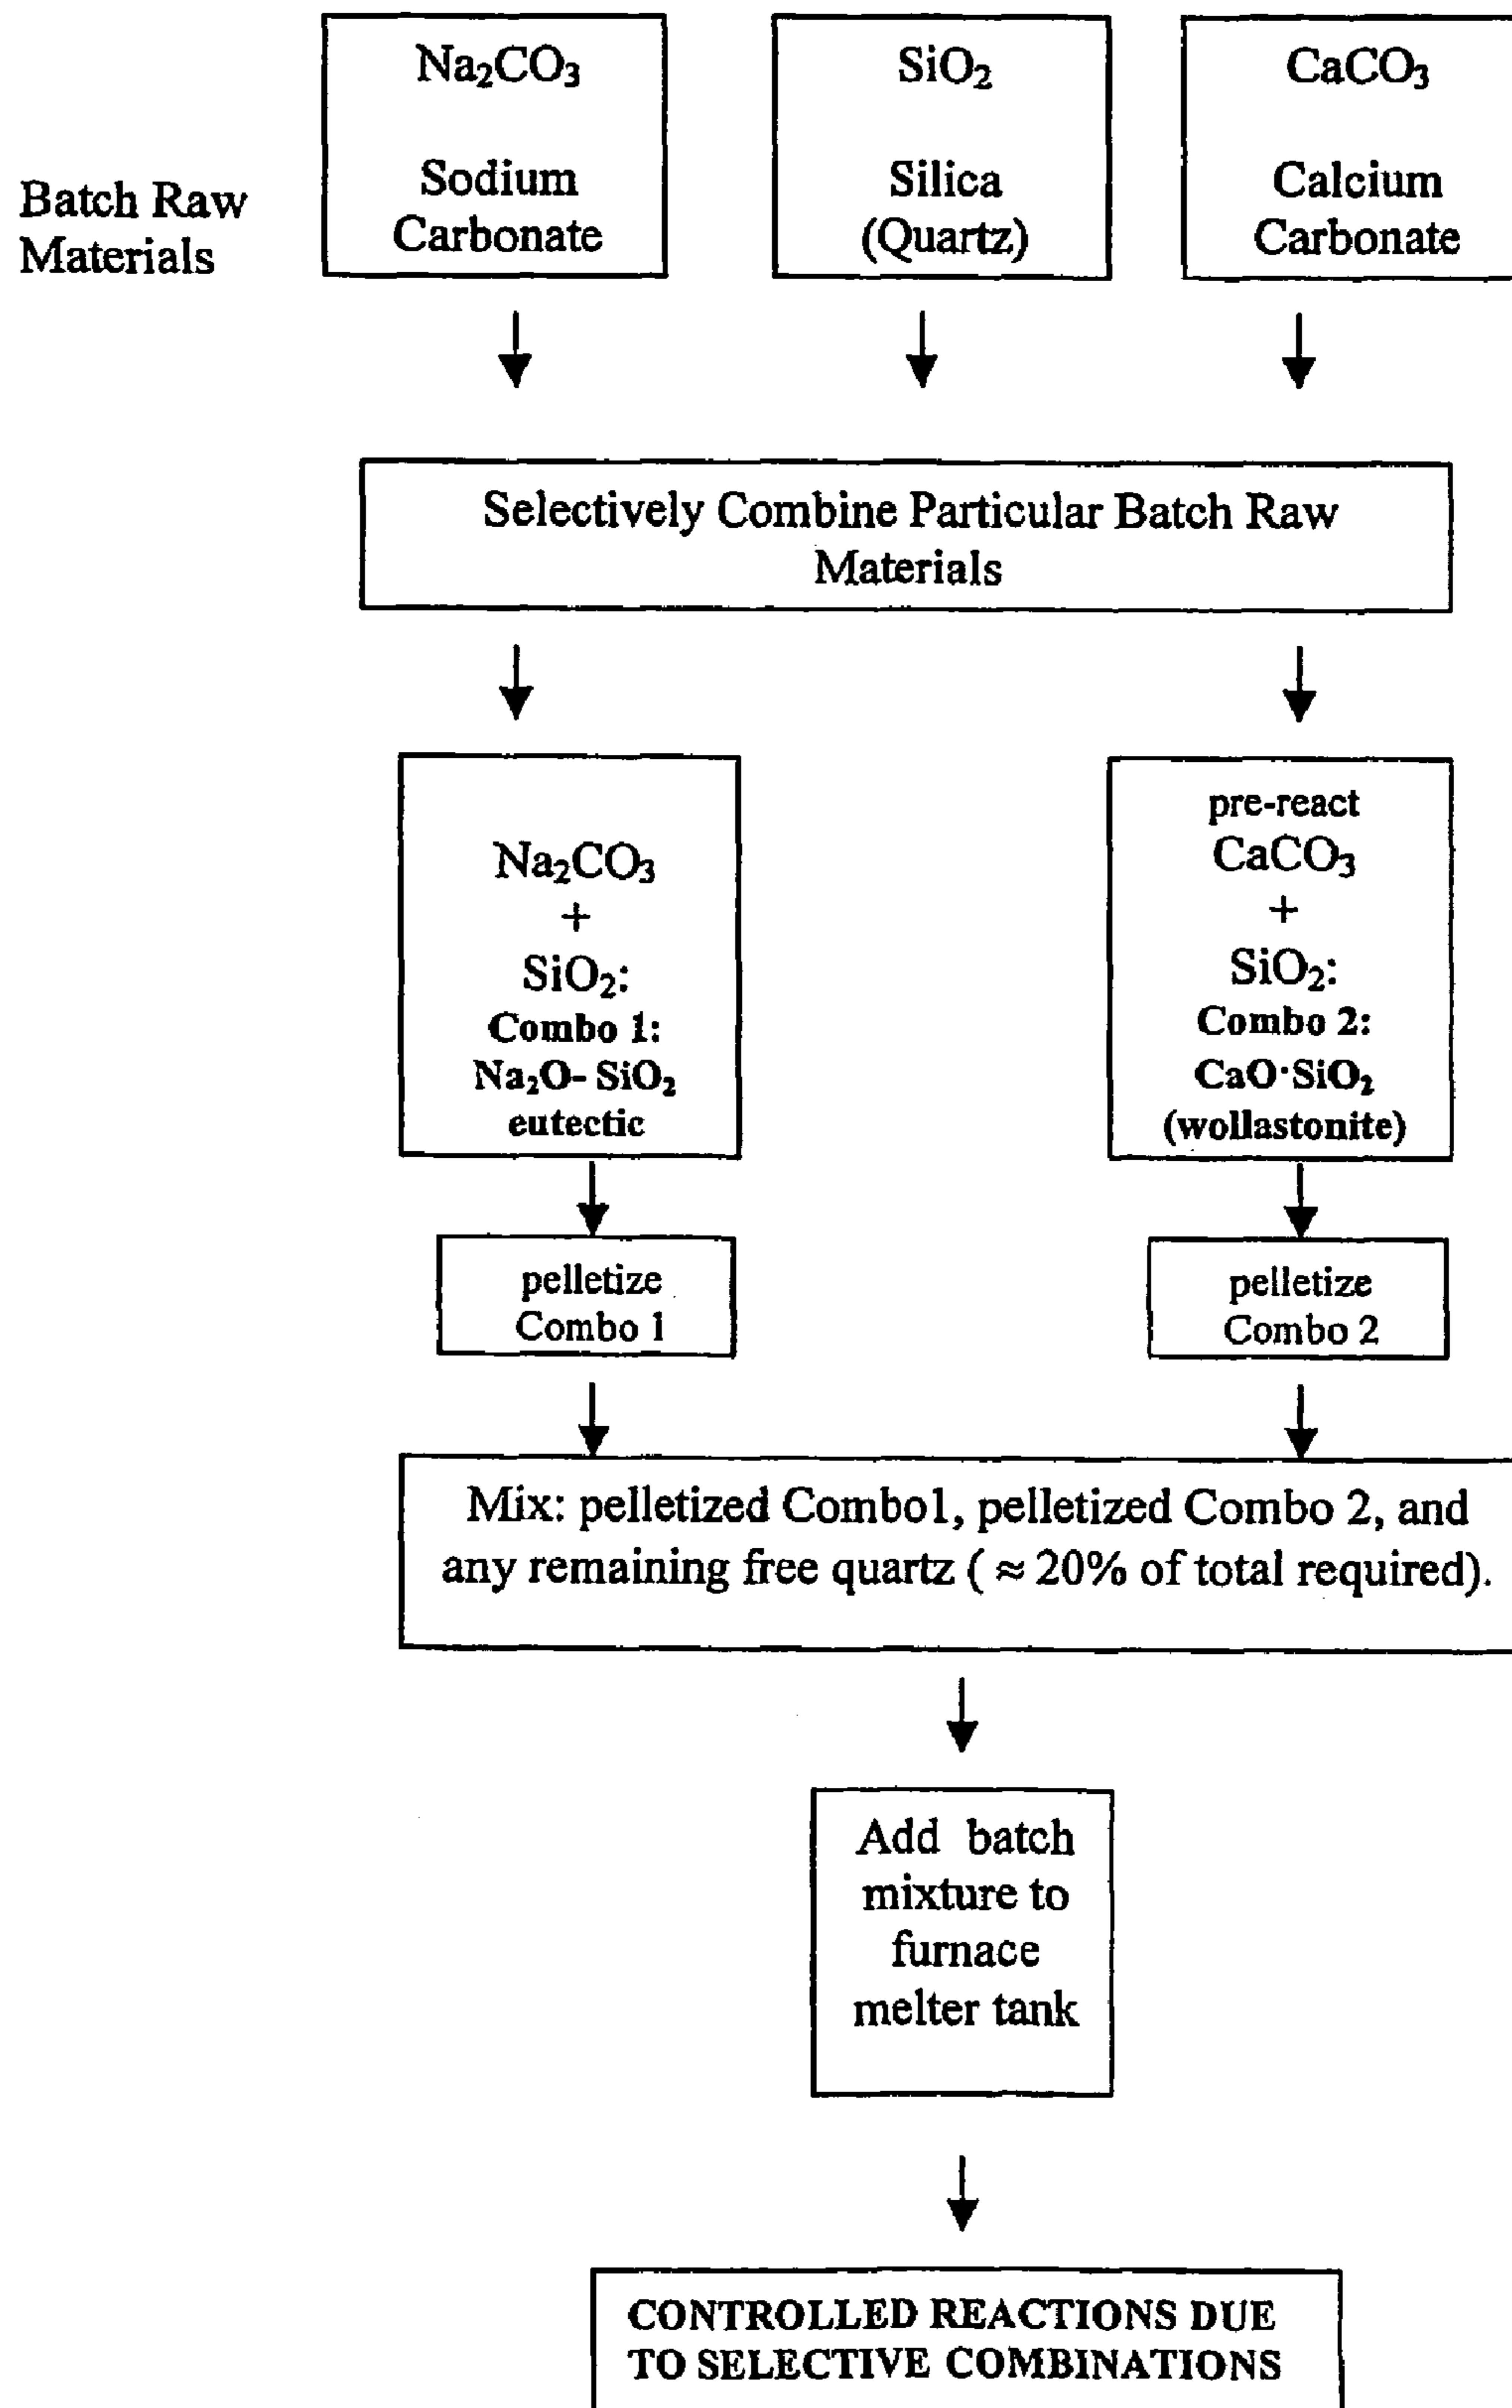 Na₂CO₃
Sodium
Carbonate
SiO₂
Silica
(Quartz)
CaCO₃
Calcium
Carbonate
Batch Raw
Materials
Selectively Combine Particular Batch Raw
Materials
Na₂CO₃
+
SiO₂:
Combo 1:
Na₂O- SiO₂
eutectic
pre-react
CaCO₃
+
SiO₂:
Combo 2:
CaO·SiO₂
(wollastonite)
pelletize
Combo 1
pelletize
Combo 2
Mix: pelletized Combo1, pelletized Combo 2, and
any remaining free quartz ( ≈ 20% of total required).
Add batch
mixture to
furnace
melter tank
CONTROLLED REACTIONS DUE
TO SELECTIVE COMBINATIONS